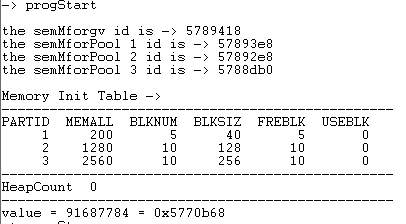 -> progStart
the semMforgv id is -> 5789418
the semMforPool 1 id is -> 57893e8
the semMforPool 2 id is -> 57892e8
the semMforPool 3 id is -> 5788db0
Memory Init Table ->
PARTID MEMALL BLKNUM BLKSIZ FREBLK USEBLK
1 200 5 40 5 0
2 1280 10 128 10 0
3 2560 10 256 10 0
HeapCount 0
value = 91687784 = 0x5770b68